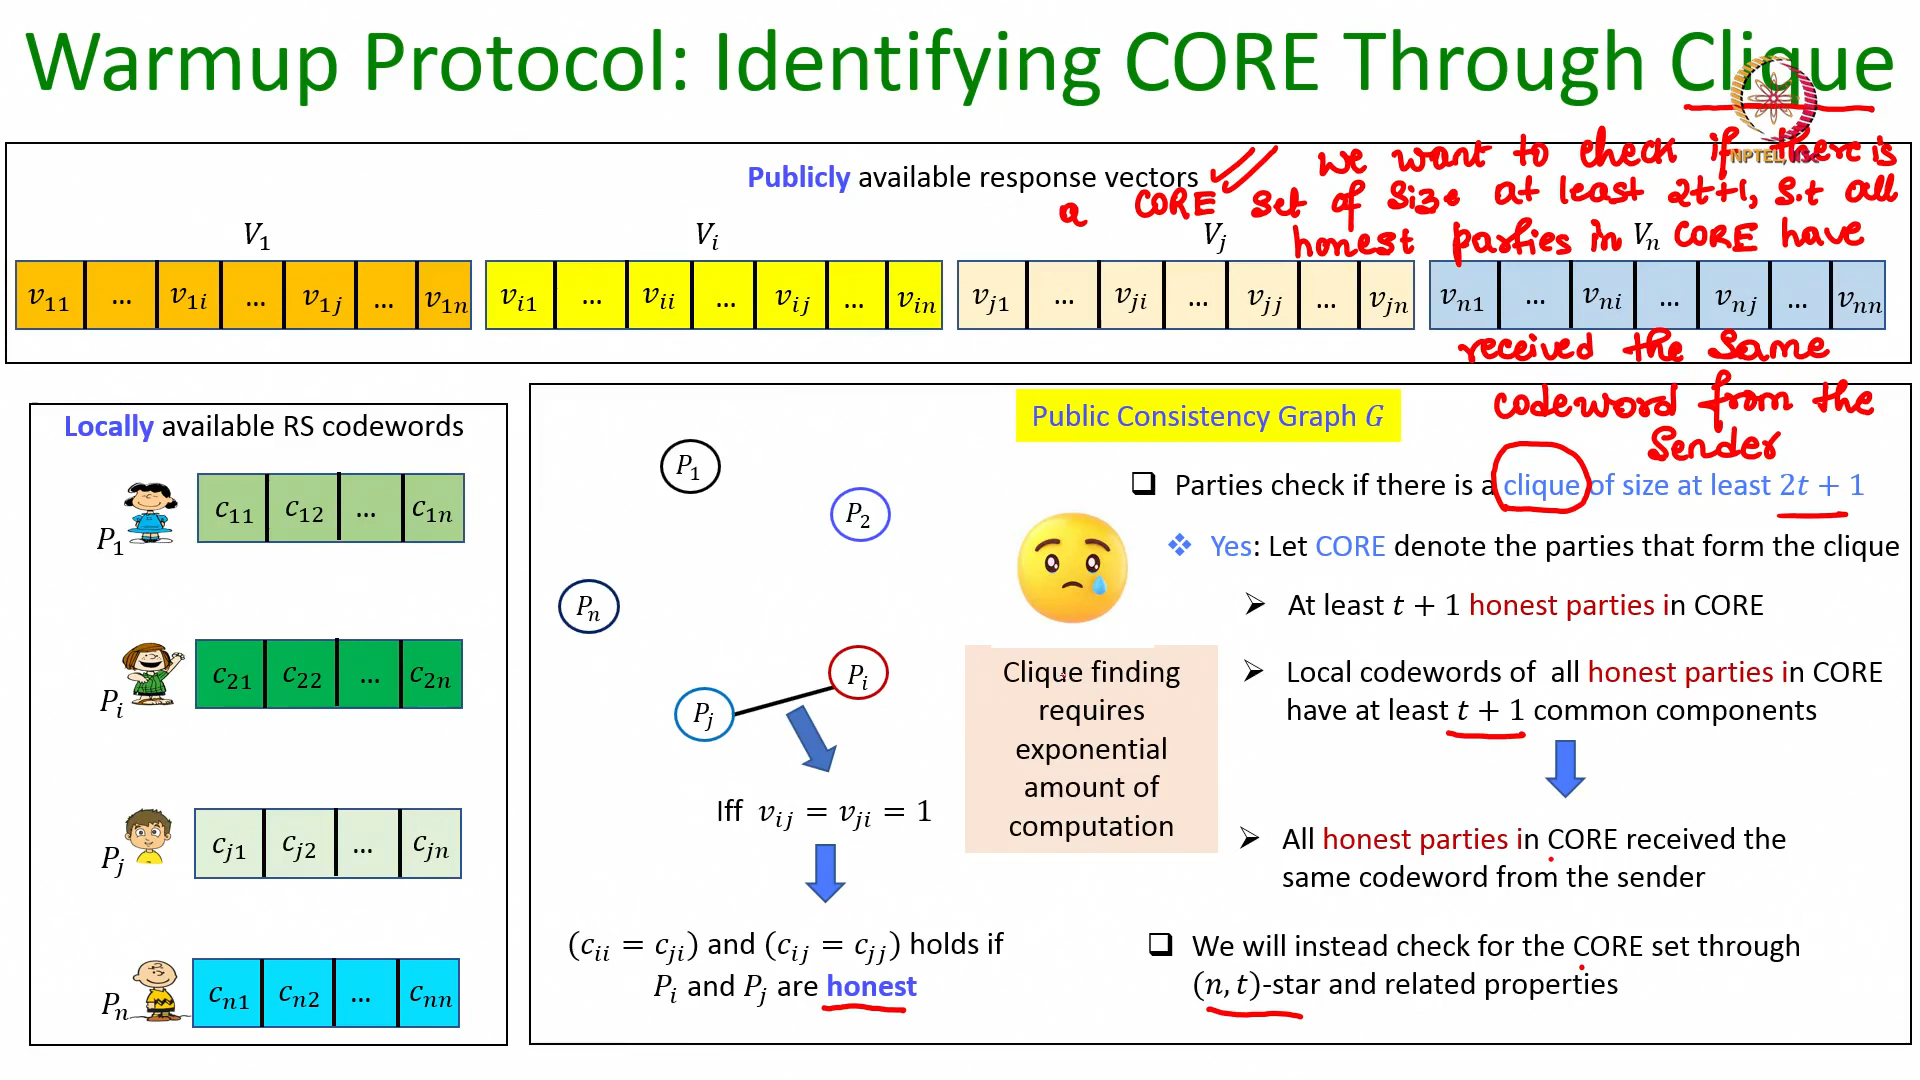 Warmup Protocol: Identifying CORE Through Clique
NPTEL,
Publicly available response vectors
we want to check if there is
a CORE set of size at least 2t+1, s.t all
honest parties in CORE have
received the same
codeword from the
sender
V₁ Vᵢ Vⱼ Vₙ
v₁₁ ... v₁ᵢ ... v₁ⱼ ... v₁ₙ
vᵢ₁ ... vᵢᵢ ... vᵢⱼ ... vᵢₙ
vⱼ₁ ... vⱼᵢ ... vⱼⱼ ... vⱼₙ
vₙ₁ ... vₙᵢ ... vₙⱼ ... vₙₙ
Locally available RS codewords
P₁ c₁₁ c₁₂ ... c₁ₙ
Pᵢ c₂₁ c₂₂ ... c₂ₙ
Pⱼ cⱼ₁ cⱼ₂ ... cⱼₙ
Pₙ cₙ₁ cₙ₂ ... cₙₙ
Public Consistency Graph G
P₁
P₂
Pₙ
Pᵢ
Pⱼ
Iff vᵢⱼ = vⱼᵢ = 1
(cᵢᵢ = cⱼᵢ) and (cᵢⱼ = cⱼⱼ) holds if
Pᵢ and Pⱼ are honest
Clique finding
requires
exponential
amount of
computation
❑ Parties check if there is a clique of size at least 2t + 1
❖ Yes: Let CORE denote the parties that form the clique
➢ At least t + 1 honest parties in CORE
➢ Local codewords of all honest parties in CORE
have at least t + 1 common components
➢ All honest parties in CORE received the
same codeword from the sender
❑ We will instead check for the CORE set through
(n, t)-star and related properties